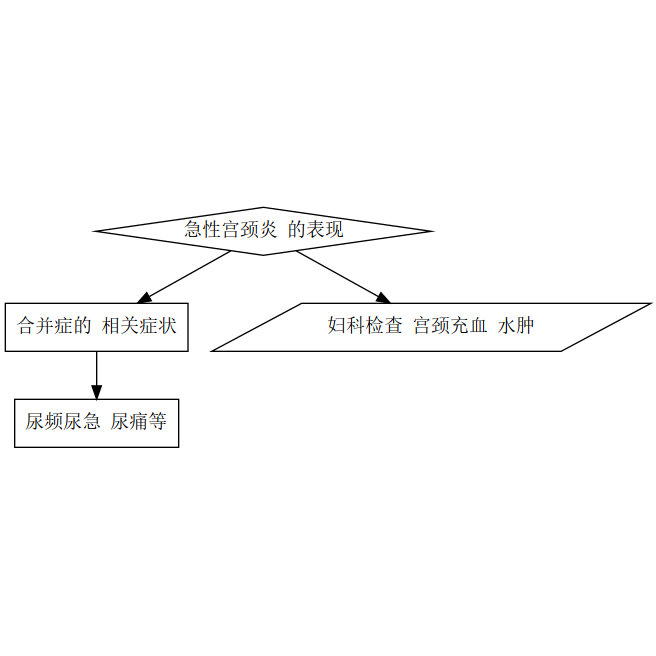 急性宫颈炎 的表现
合并症的 相关症状
妇科检查 宫颈充血 水肿
尿频尿急 尿痛等